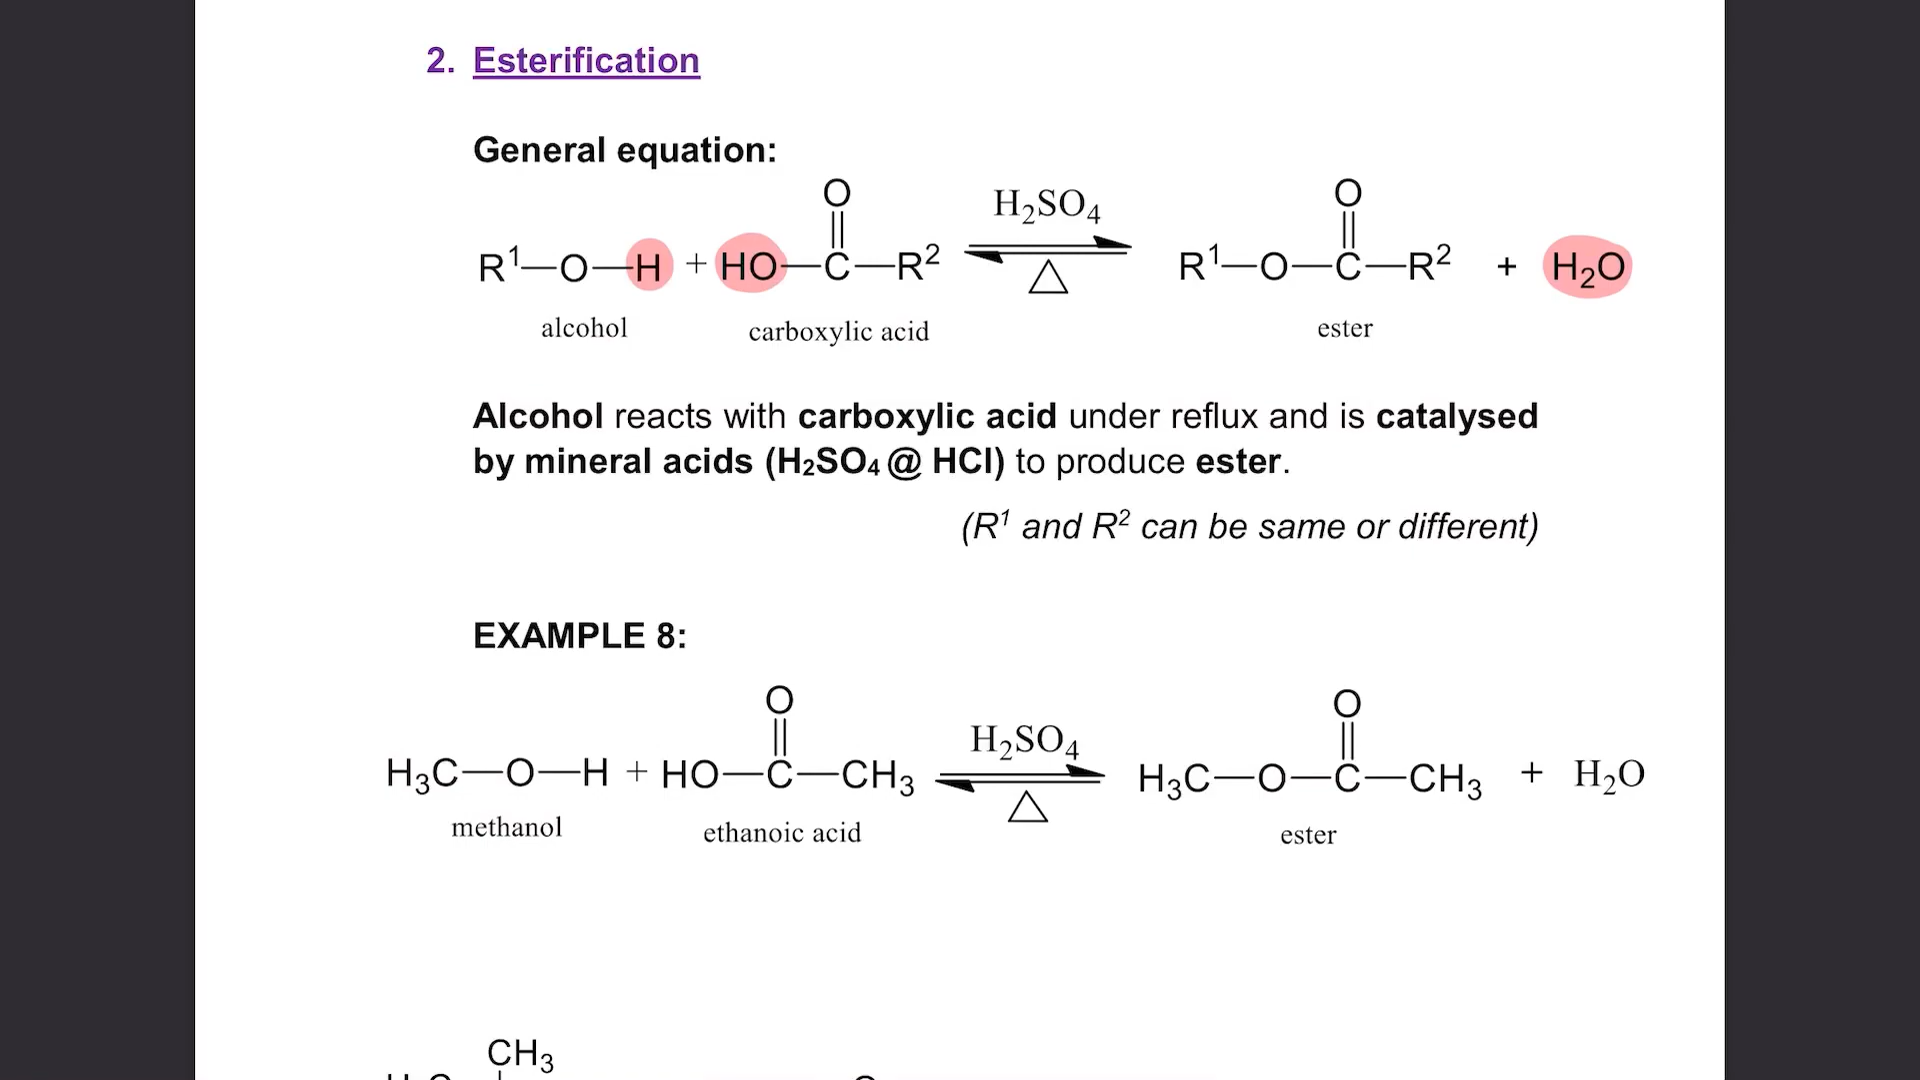 2. Esterification
General equation:
R¹—O—H + HO—C—R² ⇌ R¹—O—C—R² + H₂O
O
H₂SO₄
O
△
alcohol
carboxylic acid
ester
Alcohol reacts with carboxylic acid under reflux and is catalysed
by mineral acids (H₂SO₄ @ HCl) to produce ester.
(R¹ and R² can be same or different)
EXAMPLE 8:
O
H₂SO₄
O
H₃C—O—H + HO—C—CH₃ ⇌ H₃C—O—C—CH₃ + H₂O
△
methanol
ethanoic acid
ester
CH₃